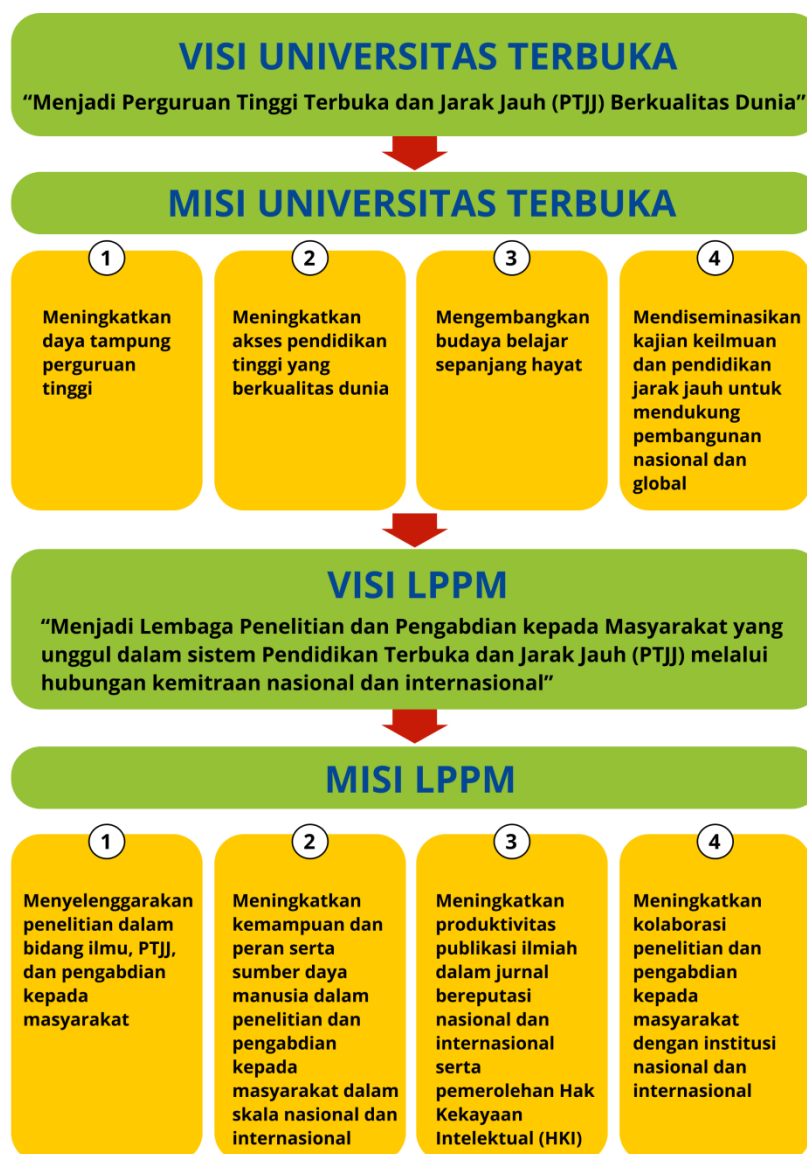 VISI UNIVERSITAS TERBUKA
“Menjadi Perguruan Tinggi Terbuka dan Jarak Jauh (PTJJ) Berkualitas Dunia”
MISI UNIVERSITAS TERBUKA
1
Meningkatkan
daya tampung
perguruan
tinggi
2
Meningkatkan
akses pendidikan
tinggi yang
berkualitas dunia
3
Mengembangkan
budaya belajar
sepanjang hayat
4
Mendiseminasikan
kajian keilmuan
dan pendidikan
jarak jauh untuk
mendukung
pembangunan
nasional dan
global
VISI LPPM
“Menjadi Lembaga Penelitian dan Pengabdian kepada Masyarakat yang
unggul dalam sistem Pendidikan Terbuka dan Jarak Jauh (PTJJ) melalui
hubungan kemitraan nasional dan internasional”
MISI LPPM
1
Menyelenggarakan
penelitian dalam
bidang ilmu, PTJJ,
dan pengabdian
kepada
masyarakat
2
Meningkatkan
kemampuan dan
peran serta
sumber daya
manusia dalam
penelitian dan
pengabdian
kepada
masyarakat dalam
skala nasional dan
internasional
3
Meningkatkan
produktivitas
publikasi ilmiah
dalam jurnal
bereputasi
nasional dan
internasional
serta
pemerolehan Hak
Kekayaan
Intelektual (HKI)
4
Meningkatkan
kolaborasi
penelitian dan
pengabdian
kepada
masyarakat
dengan institusi
nasional dan
internasional